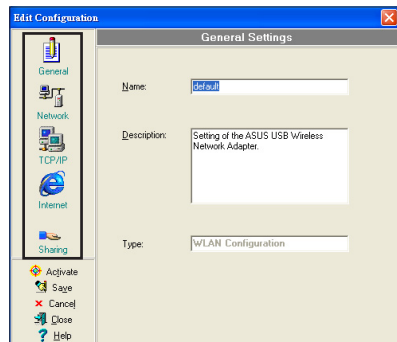 Edit Configuration
General Settings
General
Network
TCP/IP
Internet
Sharing
Activate
Save
Cancel
Close
Help
Name:
default
Description:
Setting of the ASUS USB Wireless
Network Adapter.
Type:
WLAN Configuration